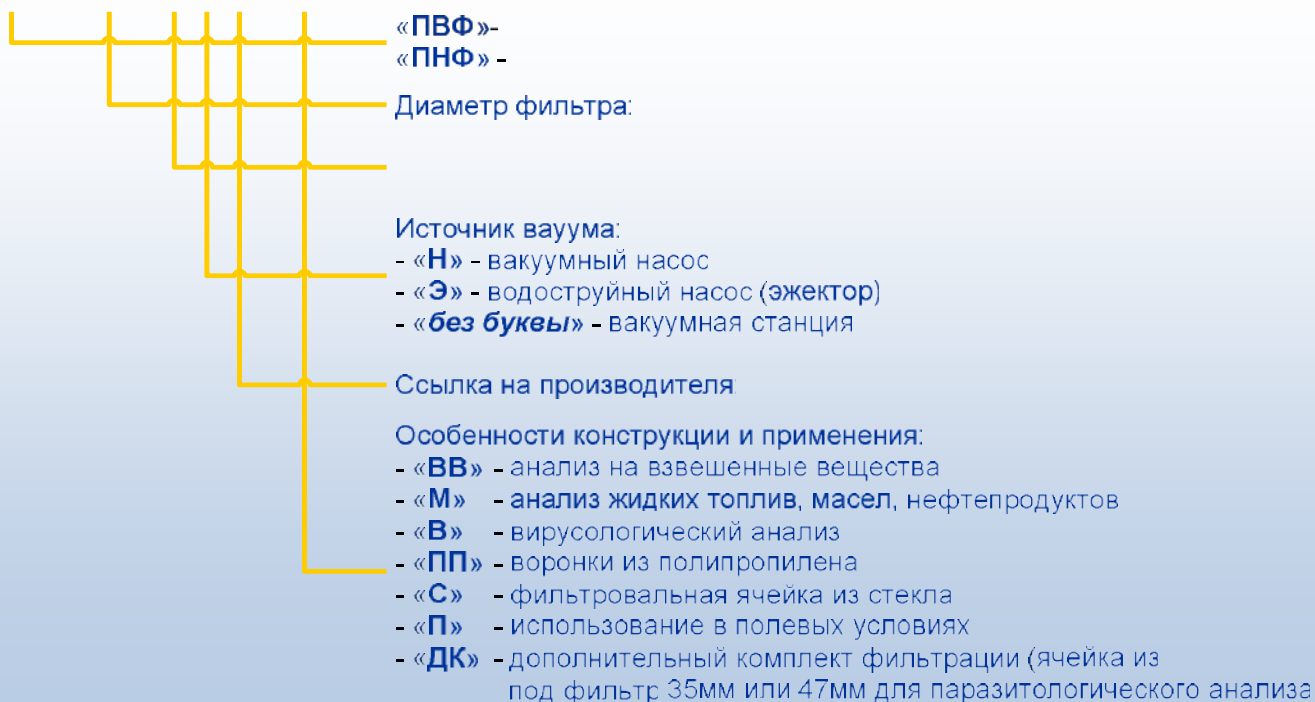 «ПВФ»-
«ПНФ» -
Диаметр фильтра:
Источник вауума:
- «Н» - вакуумный насос
- «Э» - водоструйный насос (эжектор)
- «без буквы» - вакуумная станция
Ссылка на производителя:
Особенности конструкции и применения:
- «ВВ» - анализ на взвешенные вещества
- «М» - анализ жидких топлив, масел, нефтепродуктов
- «В» - вирусологический анализ
- «ПП» - воронки из полипропилена
- «С» - фильтровальная ячейка из стекла
- «П» - использование в полевых условиях
- «ДК» - дополнительный комплект фильтрации (ячейка из
под фильтр 35мм или 47мм для паразитологического анализа